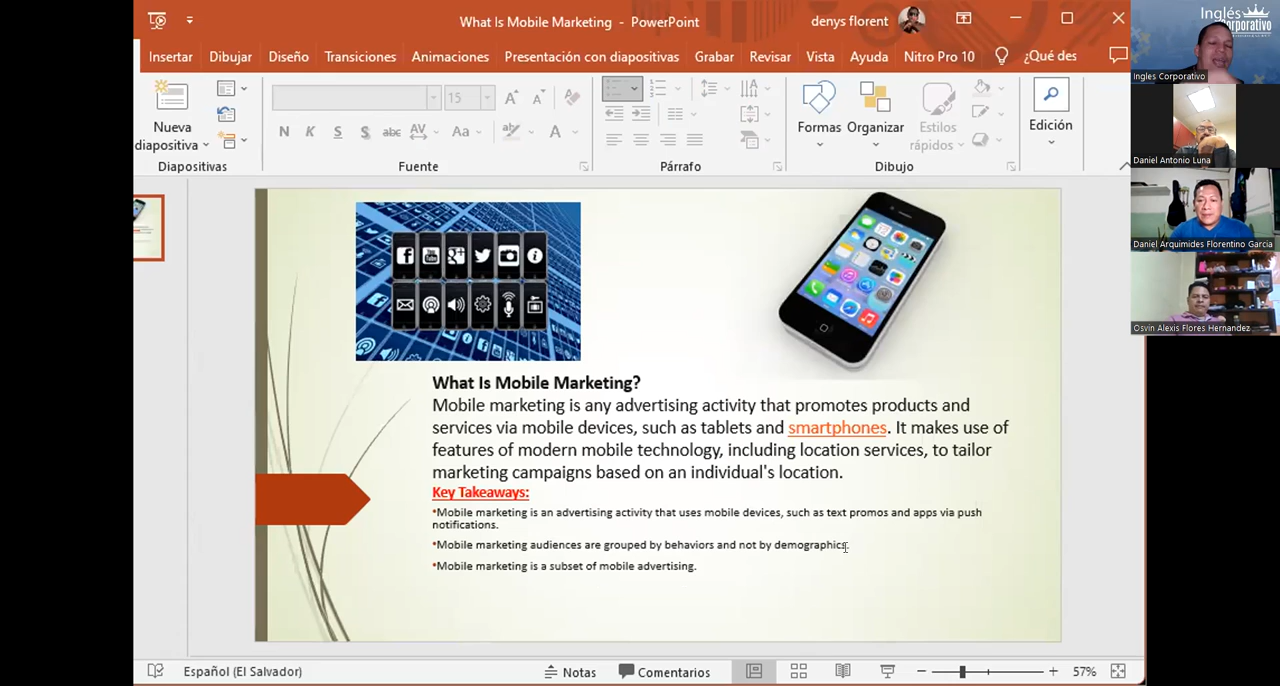 What Is Mobile Marketing - PowerPoint
denys florent
Insertar Dibujar Diseño Transiciones Animaciones Presentación con diapositivas Grabar Revisar Vista Ayuda Nitro Pro 10 ¿Qué des
Nueva diapositiva
15
N K S S abc AV Aa A
Formas
Organizar
Estilos rápidos
Edición
Diapositivas
Fuente
Párrafo
Dibujo
What Is Mobile Marketing?
Mobile marketing is any advertising activity that promotes products and
services via mobile devices, such as tablets and smartphones. It makes use of
features of modern mobile technology, including location services, to tailor
marketing campaigns based on an individual's location.
Key Takeaways:
•Mobile marketing is an advertising activity that uses mobile devices, such as text promos and apps via push
notifications.
•Mobile marketing audiences are grouped by behaviors and not by demographics.
•Mobile marketing is a subset of mobile advertising.
Español (El Salvador)
Notas
Comentarios
57%
Inglés
Corporativo
Ingles Corporativo
Daniel Antonio Luna
Daniel Arquimides Florentino Garcia
Osvin Alexis Flores Hernandez